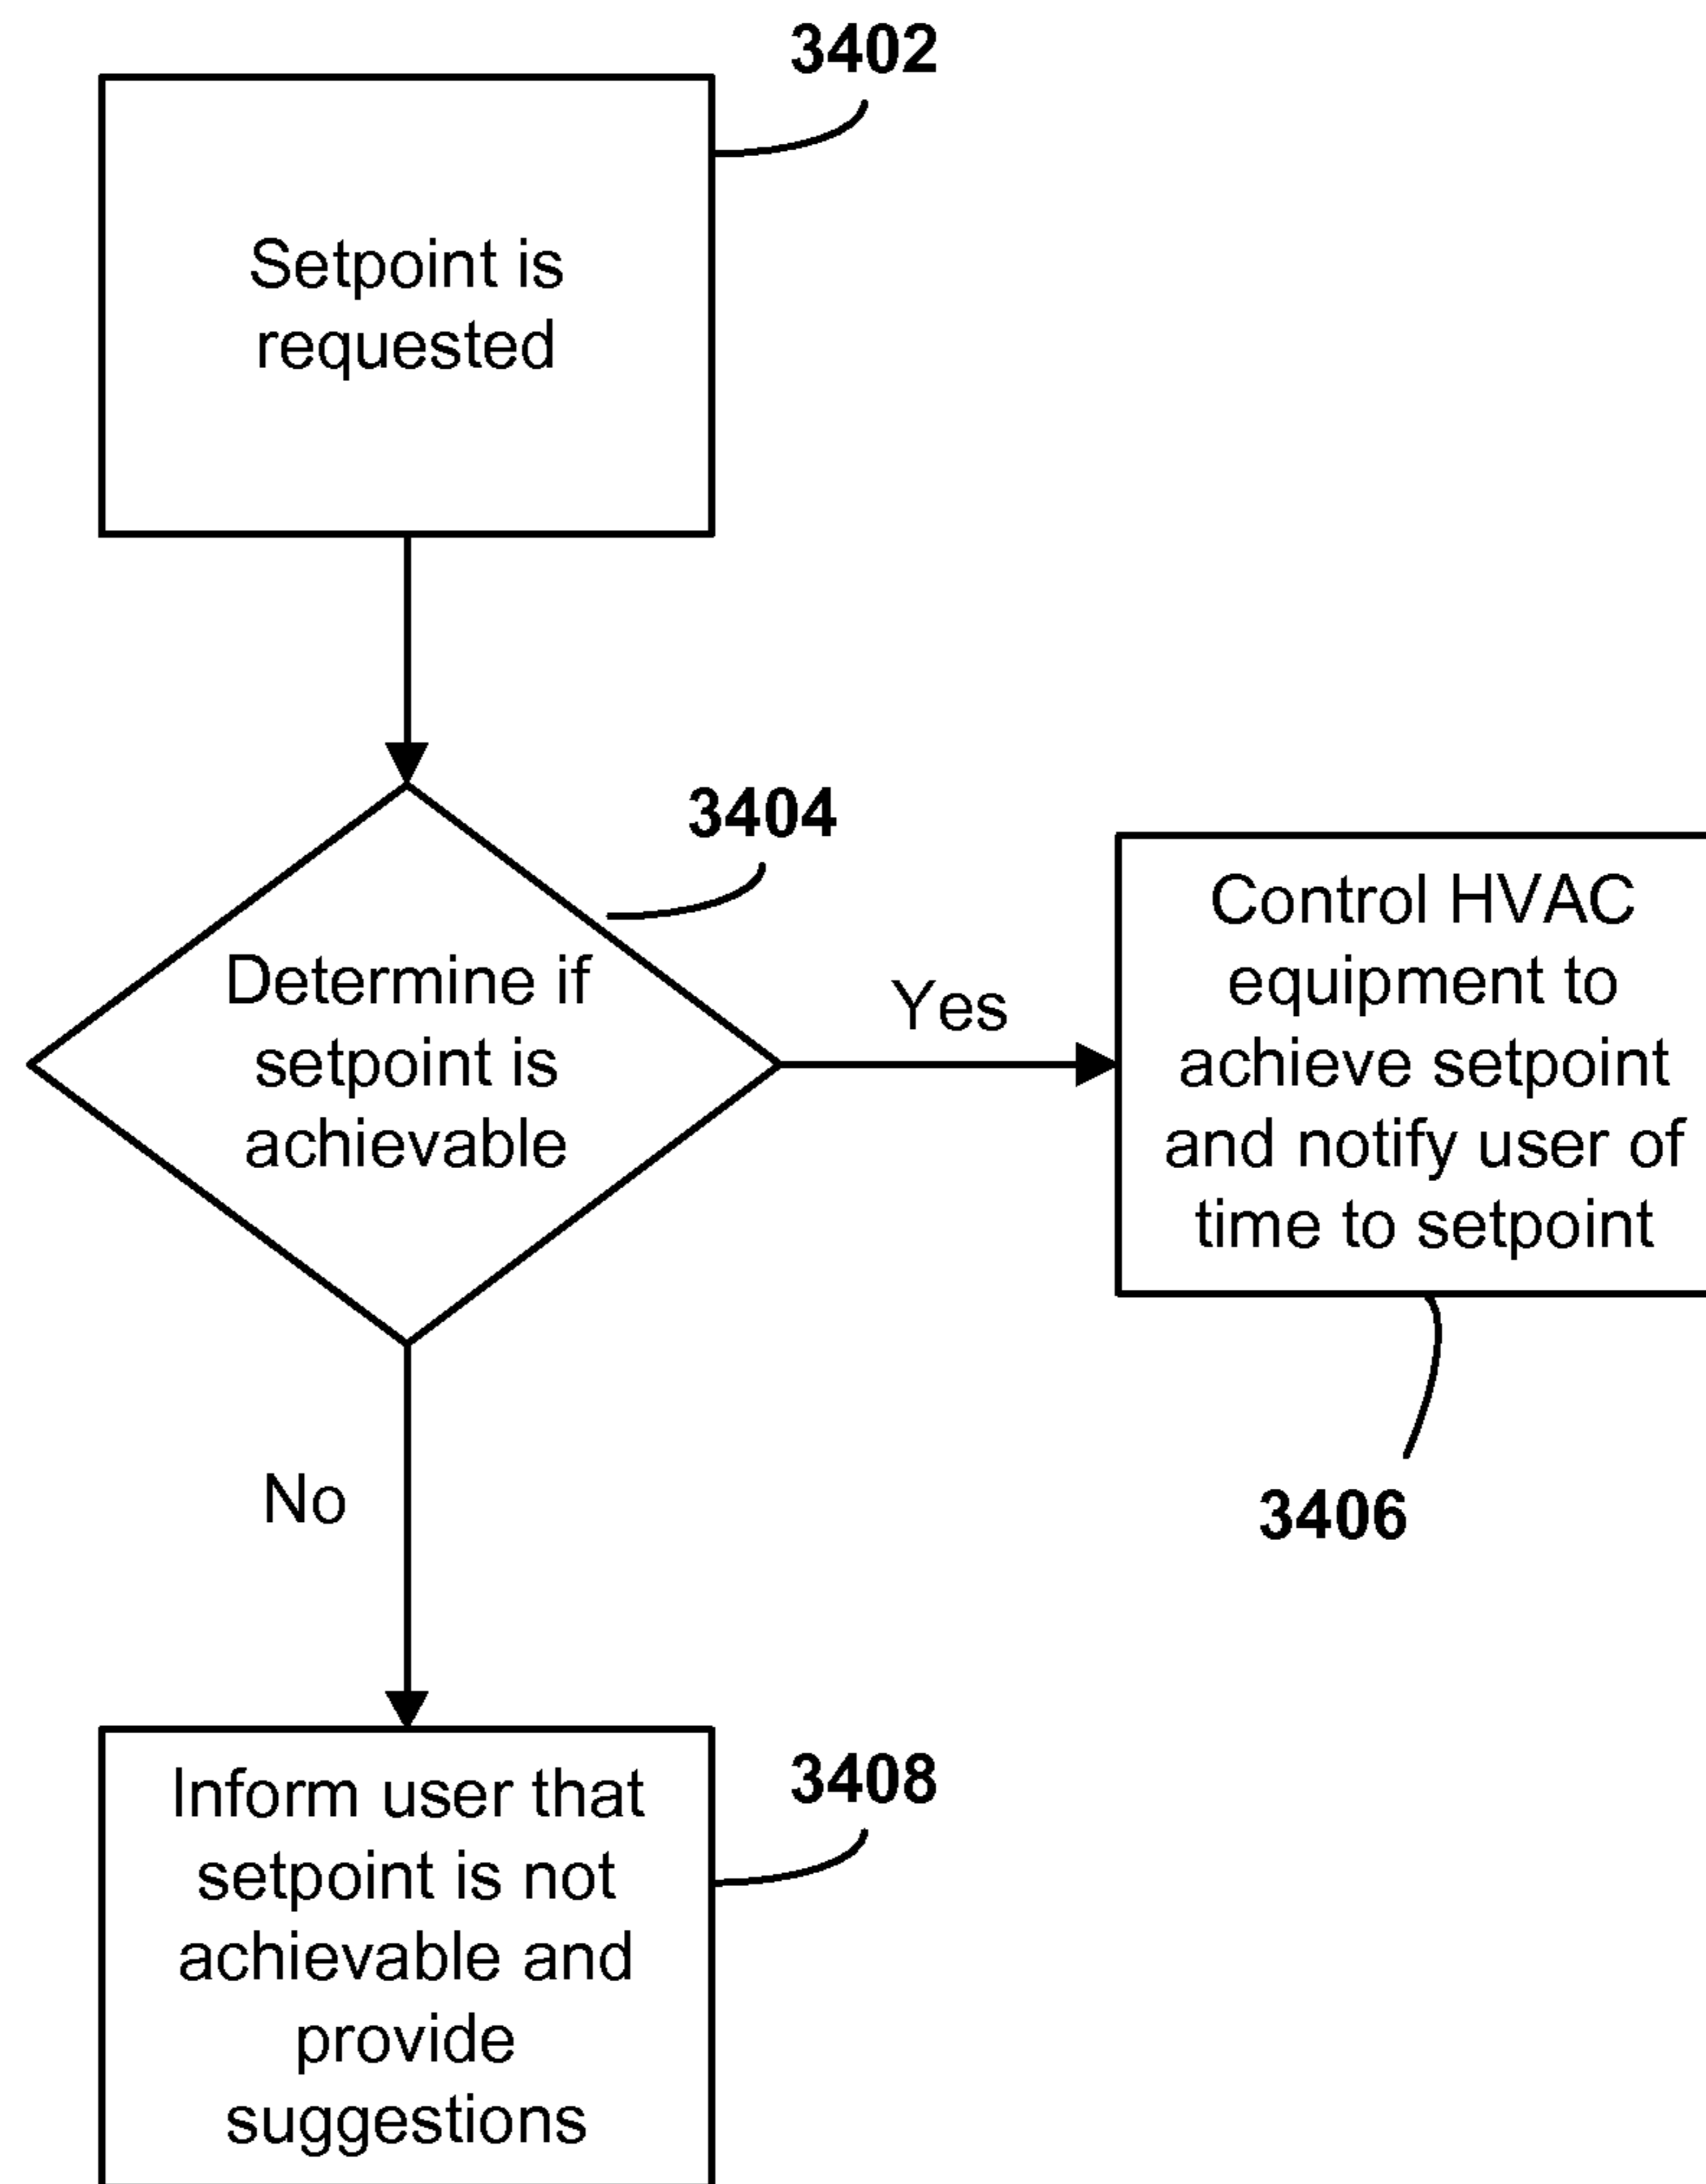 3402
Setpoint is
requested
3404
Determine if
setpoint is
achievable
Yes
Control HVAC
equipment to
achieve setpoint
and notify user of
time to setpoint
3406
No
3408
Inform user that
setpoint is not
achievable and
provide
suggestions